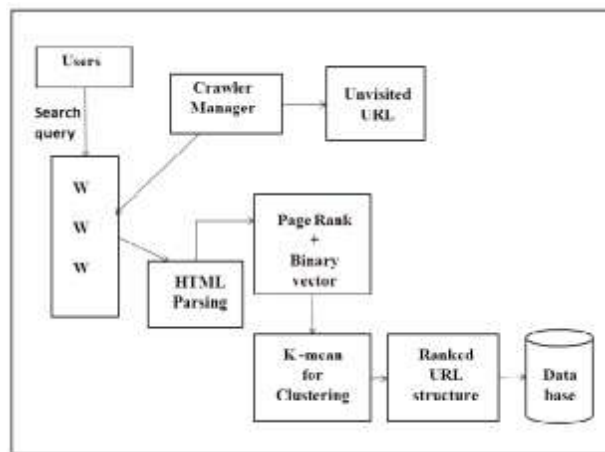 Users
Search
query
Crawler
Manager
Unvisited
URL
W
W
W
HTML
Parsing
Page Rank
+
Binary
vector
K -mean
for
Clustering
Ranked
URL
structure
Data
base